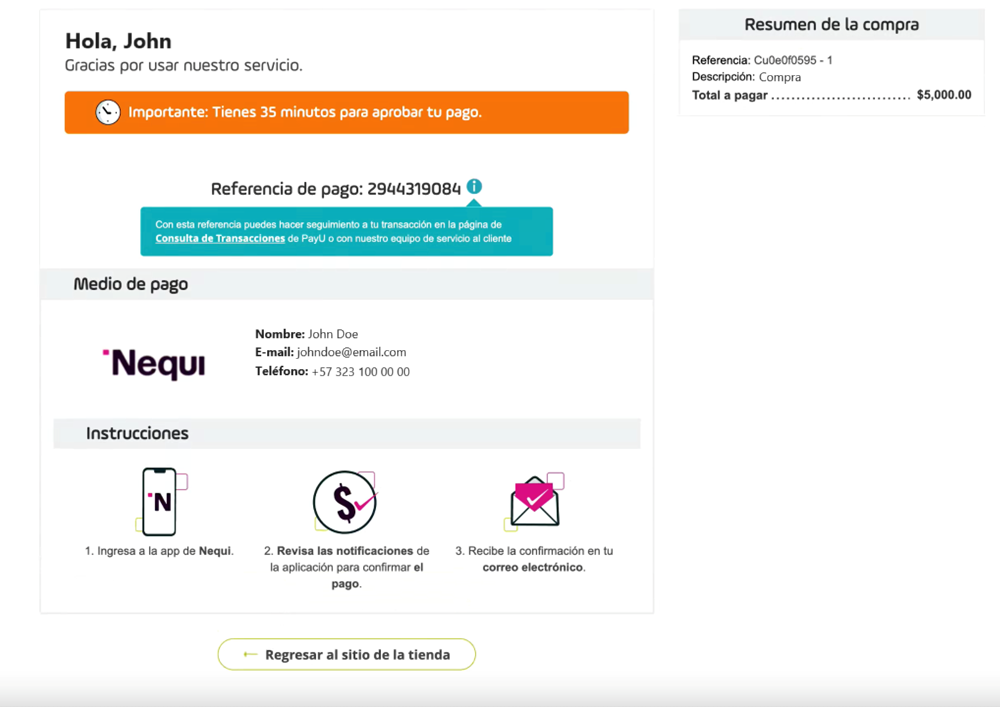 Hola, John
Gracias por usar nuestro servicio.
Importante: Tienes 35 minutos para aprobar tu pago.
Referencia de pago: 2944319084 i
Con esta referencia puedes hacer seguimiento a tu transacción en la página de
Consulta de Transacciones de PayU o con nuestro equipo de servicio al cliente
Medio de pago
Nequi
Nombre: John Doe
E-mail: johndoe@email.com
Teléfono: +57 323 100 00 00
Instrucciones
N
$
1. Ingresa a la app de Nequi.
2. Revisa las notificaciones de
la aplicación para confirmar el
pago.
3. Recibe la confirmación en tu
correo electrónico.
← Regresar al sitio de la tienda
Resumen de la compra
Referencia: Cu0e0f0595 - 1
Descripción: Compra
Total a pagar ............................ $5,000.00